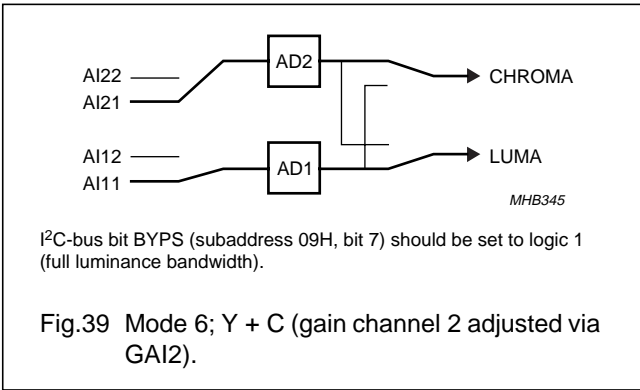 AI22
AI21
AD2
CHROMA
AI12
AI11
AD1
LUMA
MHB345
I²C-bus bit BYPS (subaddress 09H, bit 7) should be set to logic 1
(full luminance bandwidth).
Fig.39 Mode 6; Y + C (gain channel 2 adjusted via
GAI2).